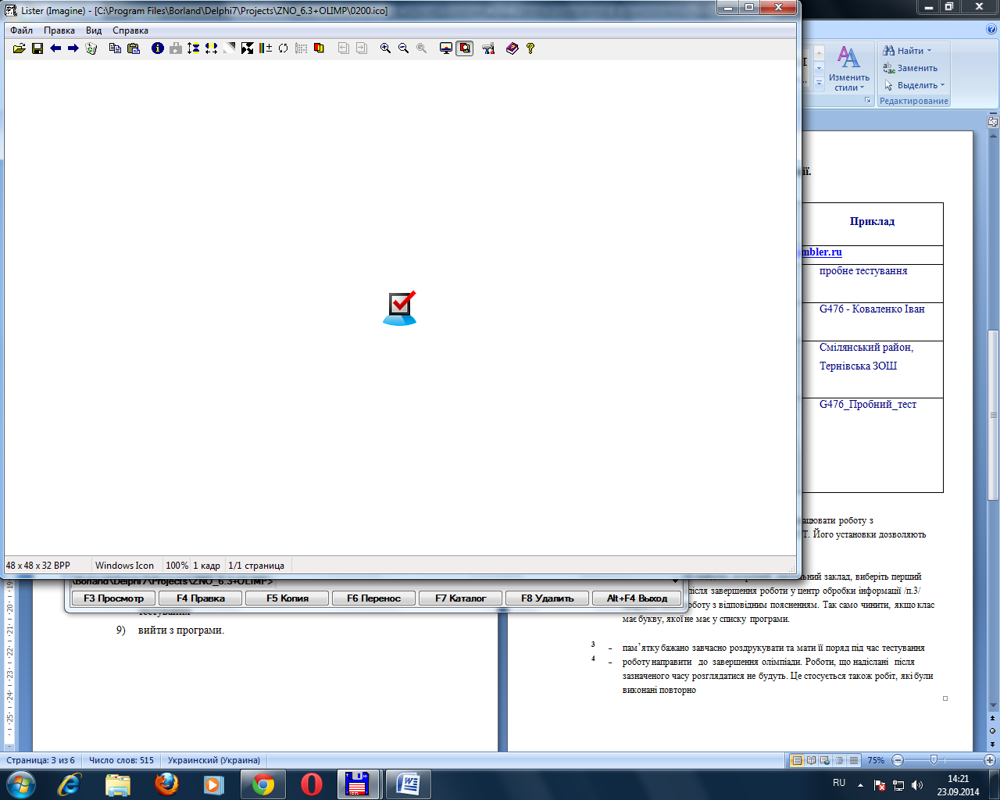 Lister (Imagine) - [C:\Program Files\Borland\Delphi7\Projects\ZNO_6.3+OLIMP\0200.ico]
Файл Правка Вид Справка
Изменить стили
Найти
Заменить
Выделить
Редактирование
ії.
Приклад
mbler.ru
пробне тестування
G476 - Коваленко Іван
Смілянський район,
Тернівська ЗОШ
G476_Пробний_тест
ацювати роботу з
Т. Його установки дозволяють
48 x 48 x 32 BPP Windows Icon 100% 1 кадр 1/1 страница
\Borland\Delphi7\Projects\ZNO_6.3+OLIMP>
F3 Просмотр F4 Правка F5 Копия F6 Перенос F7 Каталог F8 Удалить Alt+F4 Выход
тестування
9) вийти з програми.
ьний заклад, виберіть перший
після завершення роботи у центр обробки інформації /п.3/
роботу з відповідним поясненням. Так само чинити, якщо клас
має букву, якої не має у списку програми.
3 – пам’ятку бажано завчасно роздрукувати та мати її поряд під час тестування
4 – роботу направити до завершення олімпіади. Роботи, що надіслані після
зазначеного часу розглядатися не будуть. Це стосується також робіт, які були
виконані повторно
Страница: 3 из 6 Число слов: 515 Украинский (Украина) 75%
RU 14:21
23.09.2014